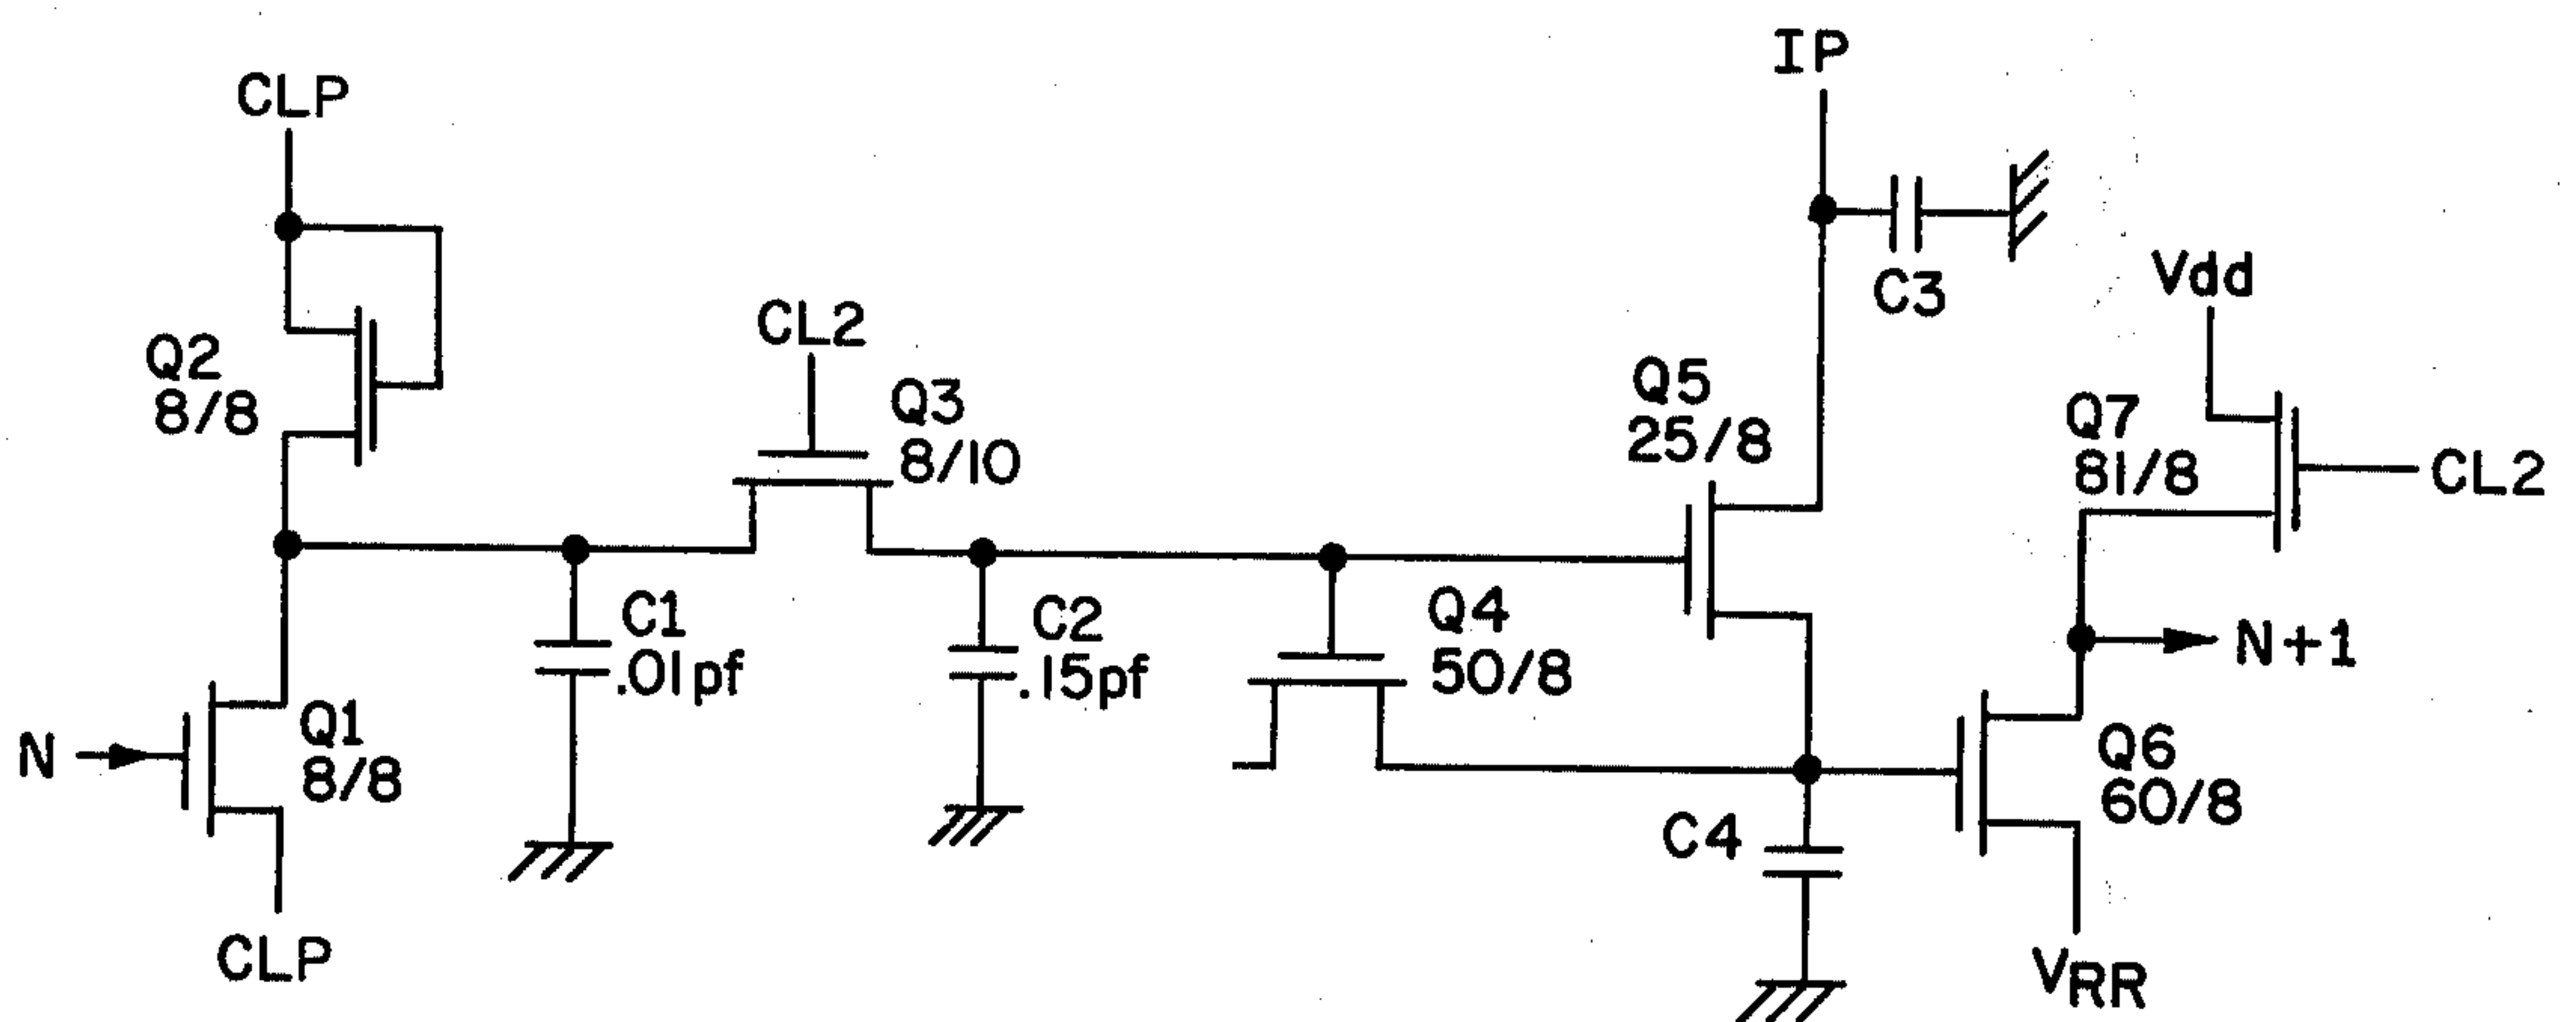 IP
CLP
C3
Vdd
CL2
Q2
8/8
Q3
8/10
Q5
25/8
Q7
81/8
CL2
C1
.01pf
C2
.15pf
Q4
50/8
N+1
N
Q1
8/8
Q6
60/8
C4
CLP
VRR